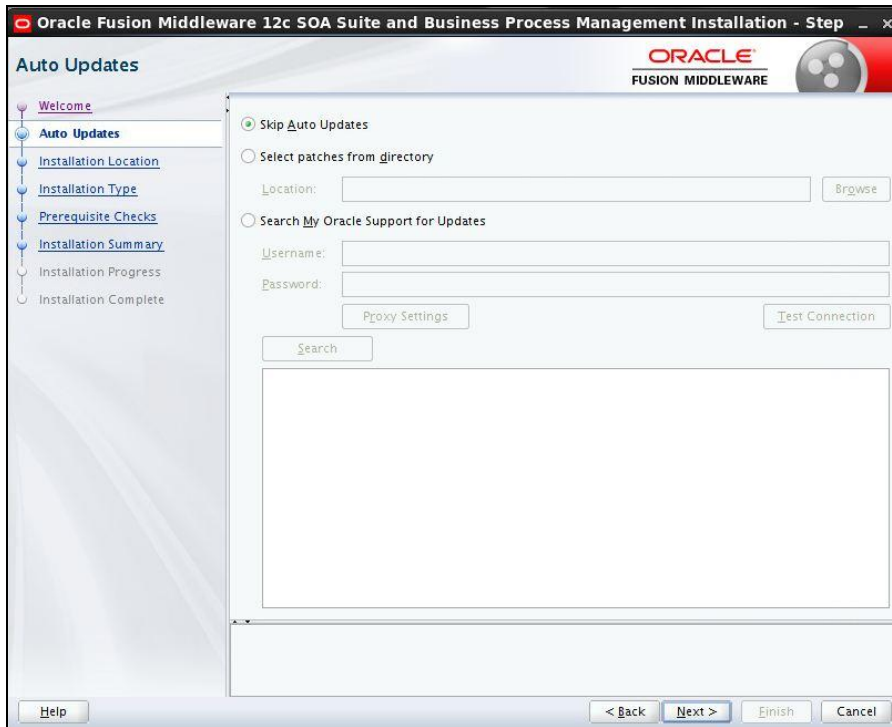 Oracle Fusion Middleware 12c SOA Suite and Business Process Management Installation - Step
Auto Updates
ORACLE
FUSION MIDDLEWARE
Welcome
Auto Updates
Installation Location
Installation Type
Prerequisite Checks
Installation Summary
Installation Progress
Installation Complete
Skip Auto Updates
Select patches from directory
Location:
Browse
Search My Oracle Support for Updates
Username:
Password:
Proxy Settings
Test Connection
Search
Help
< Back
Next >
Finish
Cancel